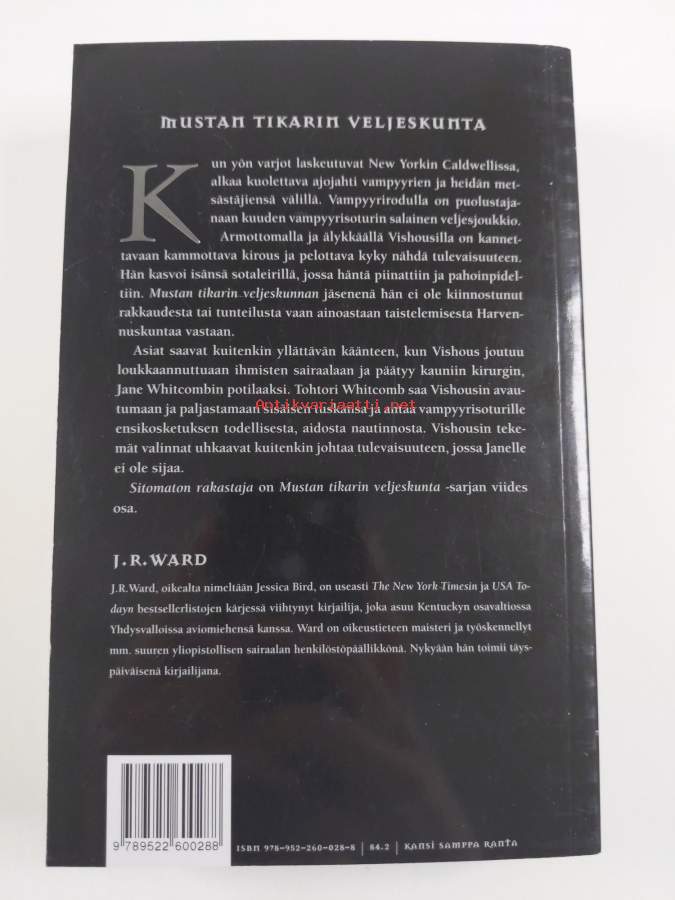 MUSTAN TIKARIN VELJESKUNTA
Kun yön varjot laskeutuvat New Yorkin Caldwellissa,
alkaa kuolettava ajojahti vampyyrien ja heidän met-
sästäjiensä välillä. Vampyyrirodulla on puolustaja-
naan kuuden vampyyrisoturin salainen veljesjoukkio.
Armottomalla ja älykkäällä Vishousilla on kannet-
tavaan kammottava kirous ja pelottava kyky nähdä tulevaisuuteen.
Hän kasvoi isänsä sotaleirillä, jossa häntä piinattiin ja pahoinpidel-
tiin. Mustan tikarin veljeskunnan jäsenenä hän ei ole kiinnostunut
rakkaudesta tai tunteilusta vaan ainoastaan taistelemisesta Harven-
nuskuntaa vastaan.
Asiat saavat kuitenkin yllättävän käänteen, kun Vishous joutuu
loukkaannuttuaan ihmisten sairaalaan ja päätyy kauniin kirurgin,
Jane Whitcombin potilaaksi. Tohtori Whitcomb saa Vishousin avau-
tumaan ja paljastamaan sisäisen tuskansa ja antaa vampyyrisoturille
Antikvariaatti.net
ensikosketuksen todellisesta, aidosta nautinnosta. Vishousin teke-
mät valinnat uhkaavat kuitenkin johtaa tulevaisuuteen, jossa Janelle
ei ole sijaa.
Sitomaton rakastaja on Mustan tikarin veljeskunta -sarjan viides
osa.
J.R.WARD
J.R.Ward, oikealta nimeltään Jessica Bird, on useasti The New York Timesin ja USA To-
dayn bestsellerlistojen kärjessä viihtynyt kirjailija, joka asuu Kentuckyn osavaltiossa
Yhdysvalloissa aviomiehensä kanssa. Ward on oikeustieteen maisteri ja työskennellyt
mm. suuren yliopistollisen sairaalan henkilöstöpäällikkönä. Nykyään hän toimii täys-
päiväisenä kirjailijana.
9 789522 600288
ISBN 978-952-260-028-8 | 84.2 | KANSI SAMPPA RANTA